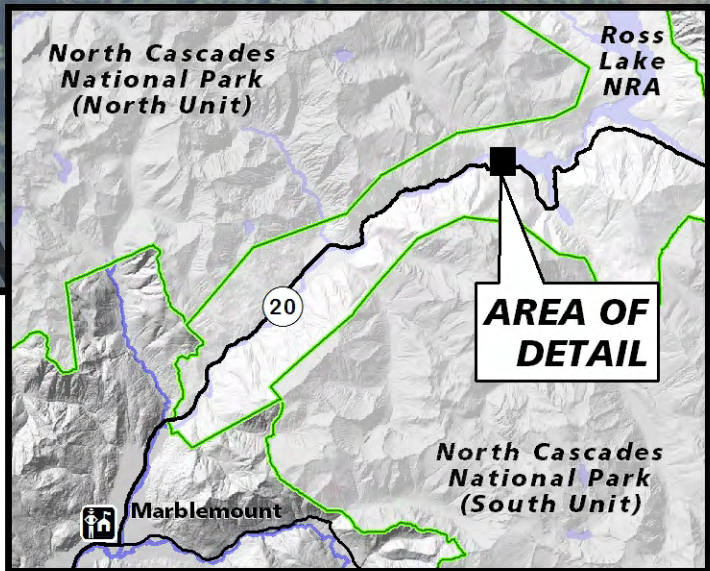 North Cascades
National Park
(North Unit)
Ross
Lake
NRA
20
AREA OF
DETAIL
North Cascades
National Park
(South Unit)
Marblemount